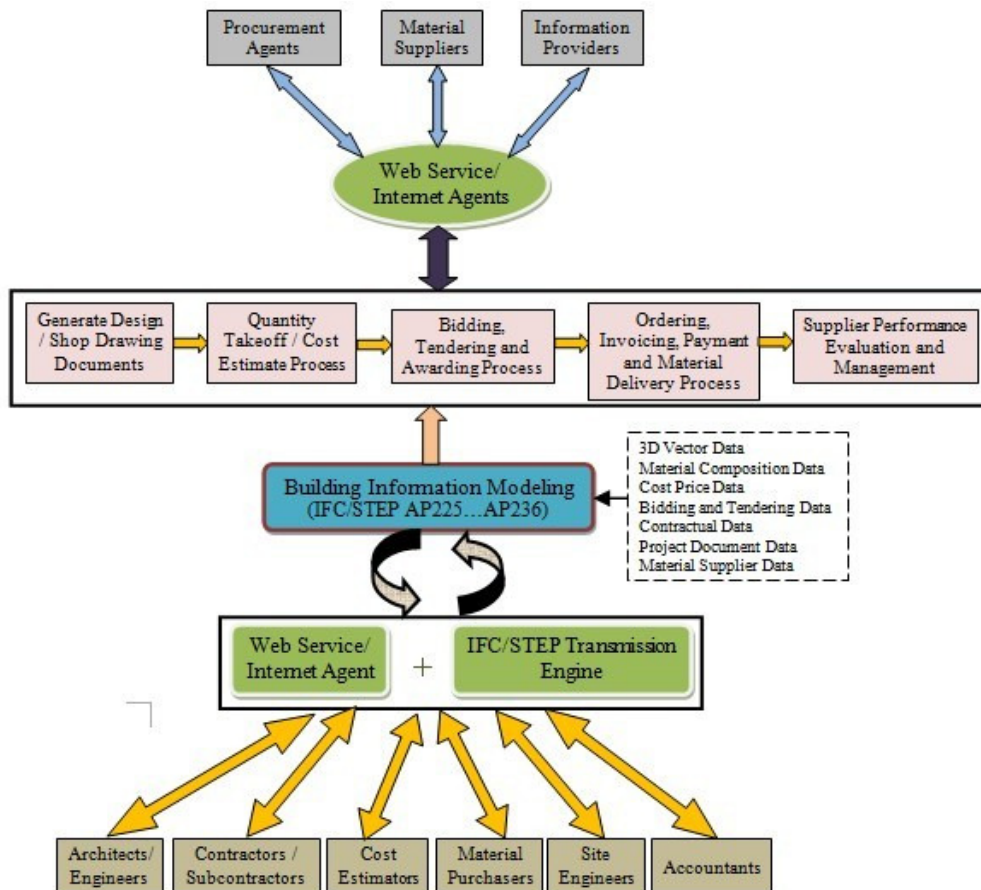 Procurement
Agents
Material
Suppliers
Information
Providers
Web Service/
Internet Agents
Generate Design
/ Shop Drawing
Documents
Quantity
Takeoff / Cost
Estimate Process
Bidding,
Tendering and
Awarding Process
Ordering,
Invoicing, Payment
and Material
Delivery Process
Supplier Performance
Evaluation and
Management
Building Information Modeling
(IFC/STEP AP225...AP236)
3D Vector Data
Material Composition Data
Cost Price Data
Bidding and Tendering Data
Contractual Data
Project Document Data
Material Supplier Data
Web Service/
Internet Agent
+
IFC/STEP Transmission
Engine
Architects/
Engineers
Contractors /
Subcontractors
Cost
Estimators
Material
Purchasers
Site
Engineers
Accountants